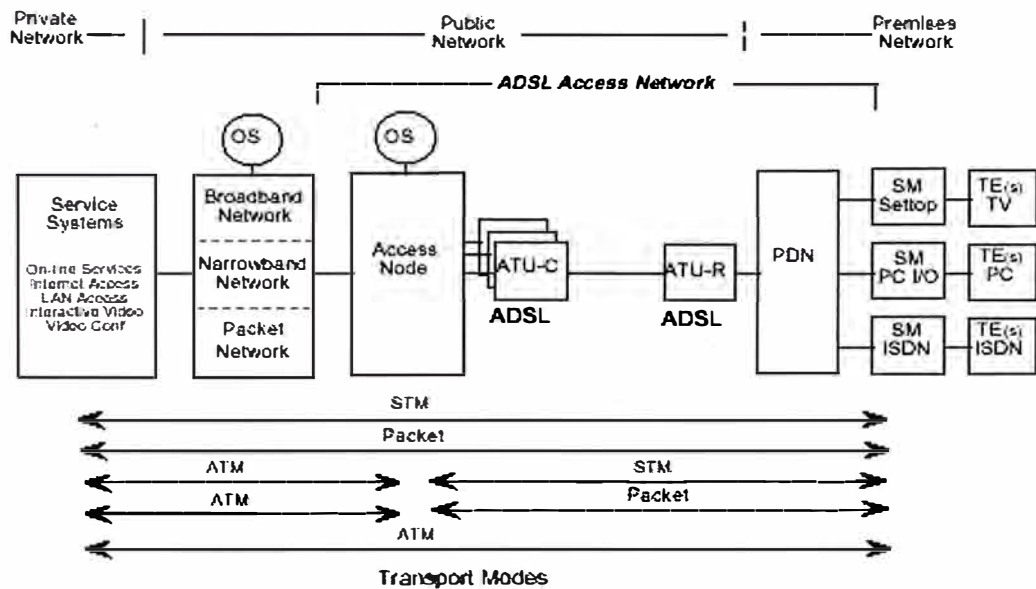 Private
Network
Public
Network
Premises
Network
ADSL Access Network
OS
OS
Service
Systems
On-line Services
Internet Access
LAN Access
Interactive Video
Video Conf
Broadband
Network
Narrowband
Network
Packet
Network
Access
Node
ATU-C
ADSL
ATU-R
ADSL
PDN
SM
Settop
TE(s)
TV
SM
PC I/O
TE(s)
PC
SM
ISDN
TE(s)
ISDN
STM
Packet
ATM
STM
ATM
Packet
ATM
Transport Modes